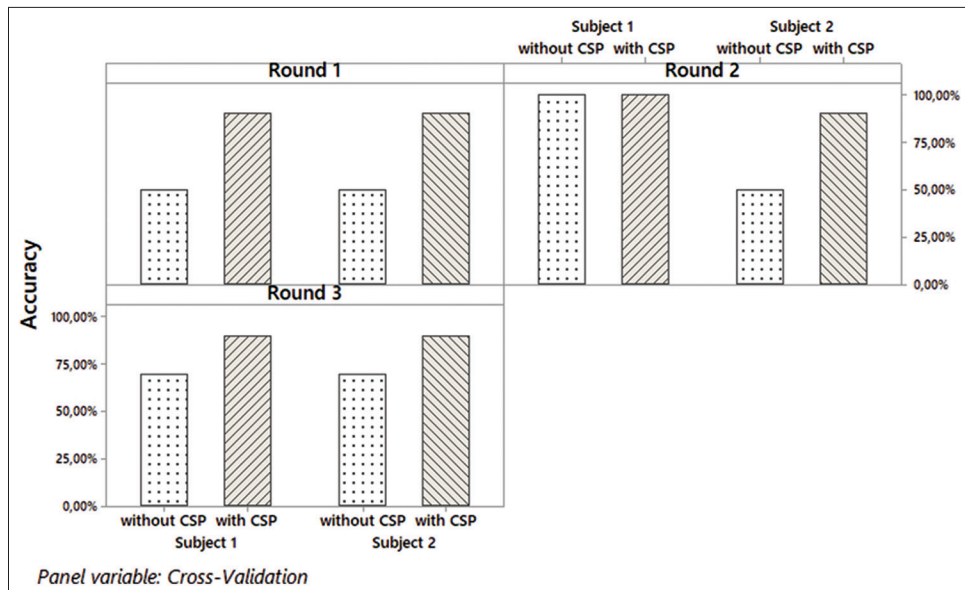 Subject 1 Subject 2
without CSP with CSP without CSP with CSP
Round 1 Round 2
100,00%
75,00%
50,00%
25,00%
0,00%
Accuracy
Round 3
100,00%
75,00%
50,00%
25,00%
0,00%
without CSP with CSP without CSP with CSP
Subject 1 Subject 2
Panel variable: Cross-Validation